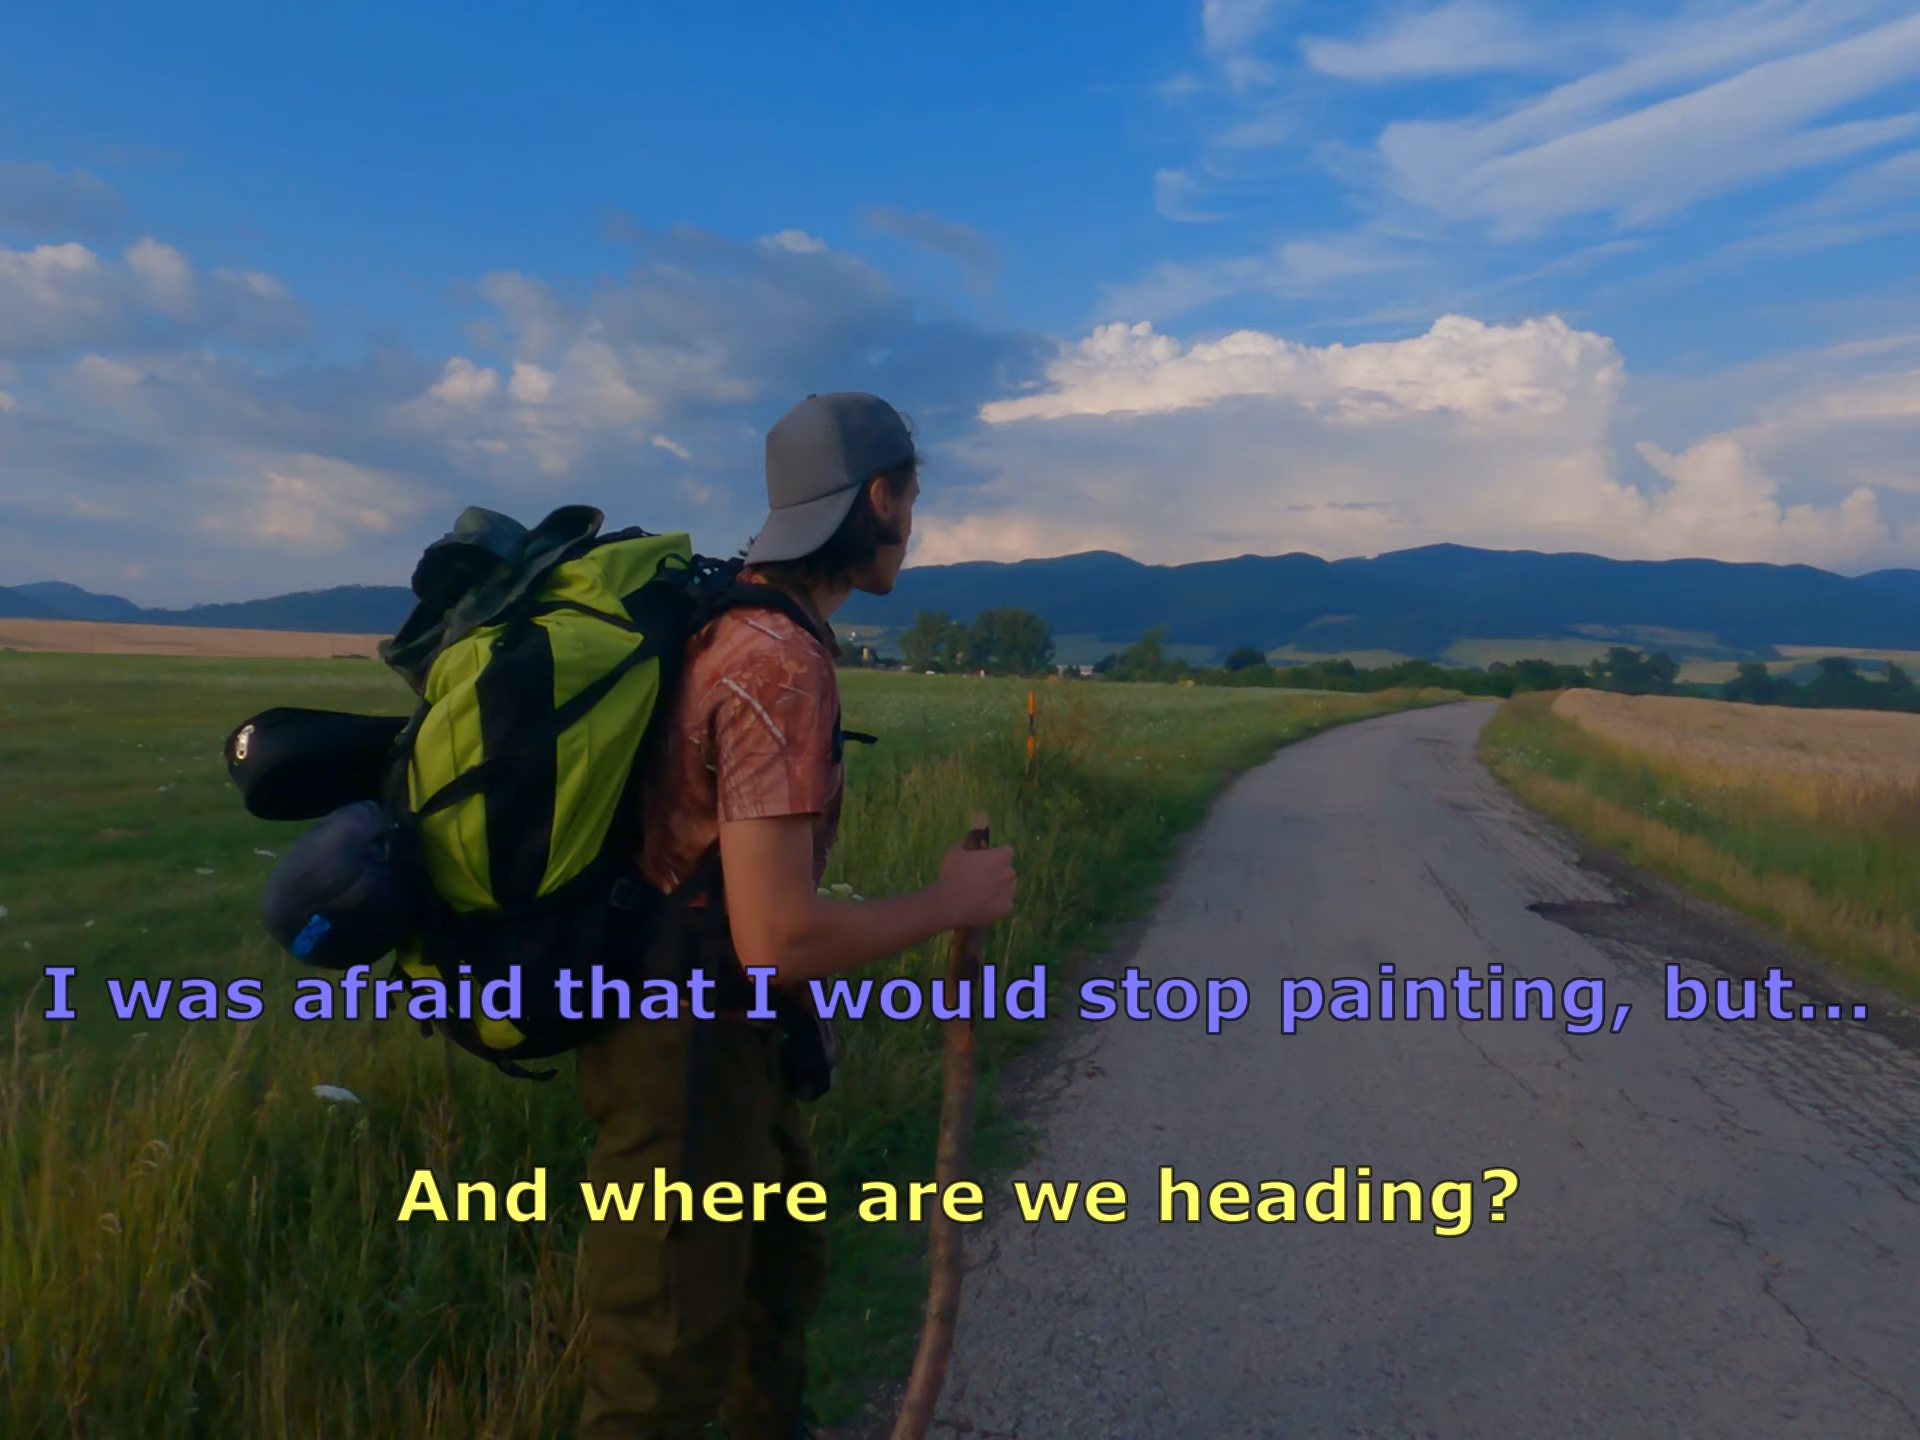 I was afraid that I would stop painting, but...
And where are we heading?